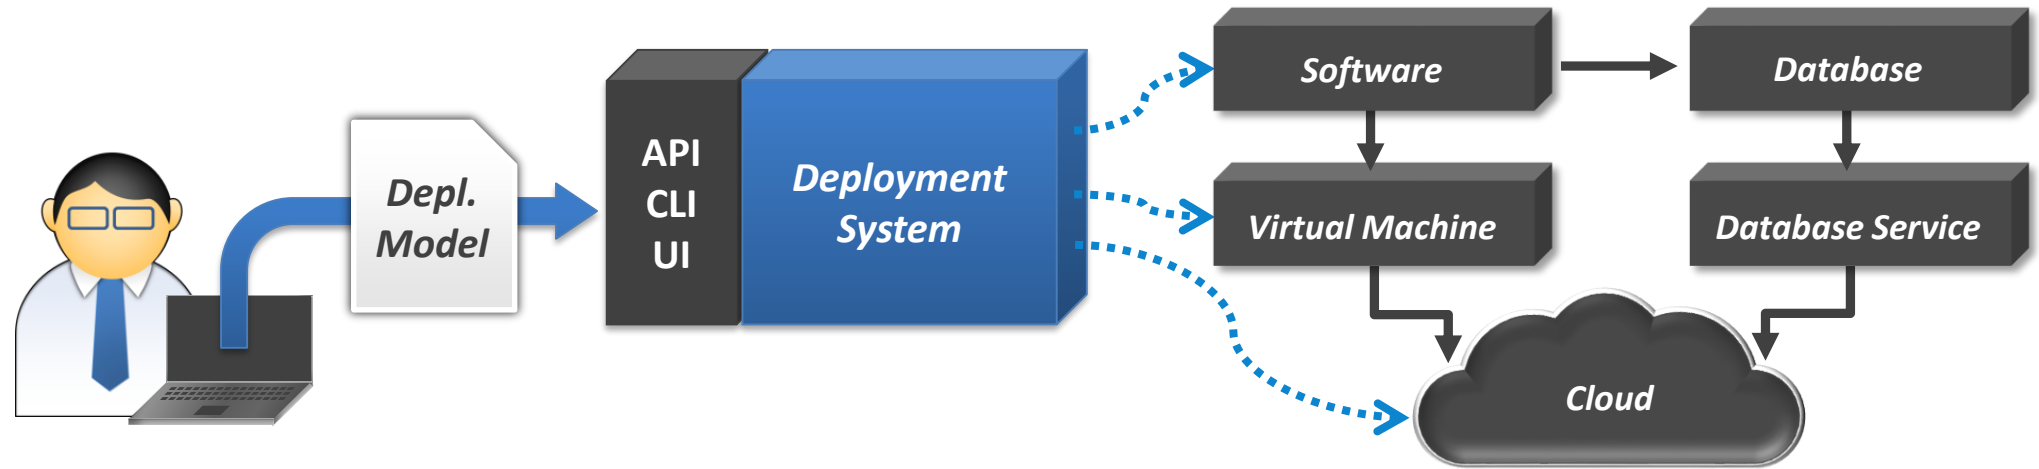 Depl.
Model
API
CLI
UI
Deployment
System
Software
Database
Virtual Machine
Database Service
Cloud